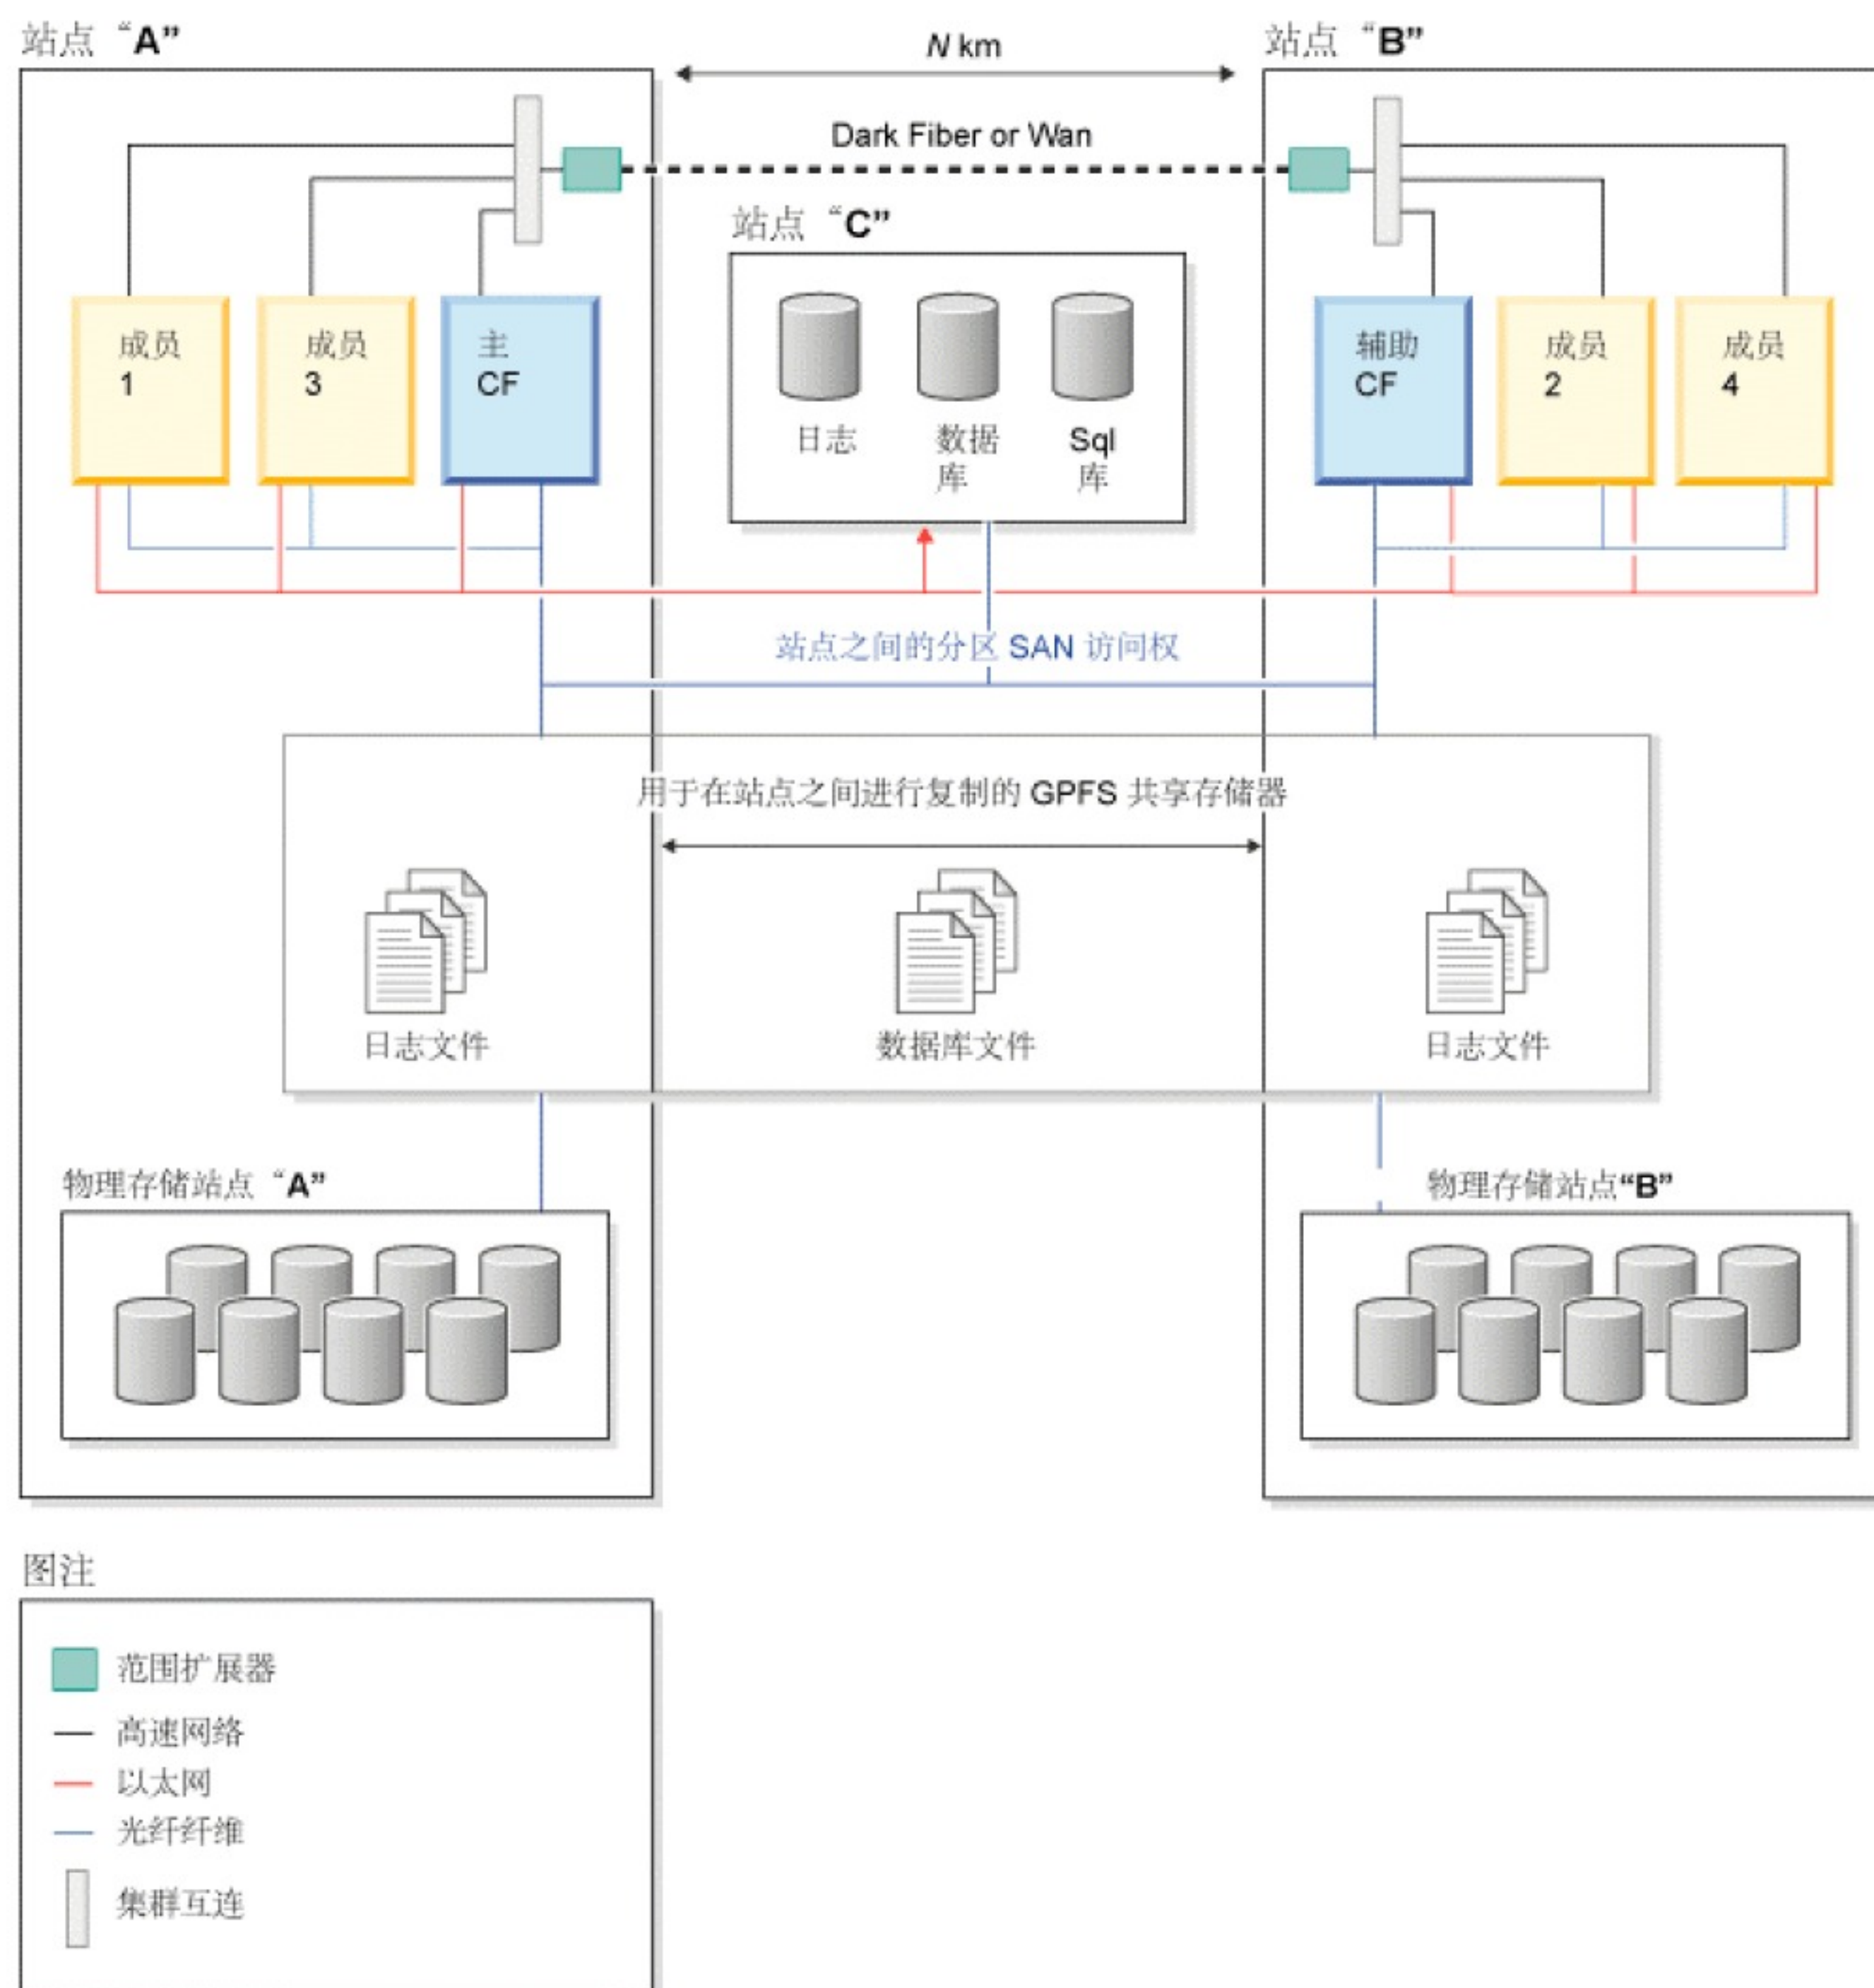 站点 “A”
N km
站点 “B”
Dark Fiber or Wan
站点 “C”
成员
1
成员
3
主
CF
日志
数据
库
Sql
库
辅助
CF
成员
2
成员
4
站点之间的分区 SAN 访问权
用于在站点之间进行复制的 GPFS 共享存储器
日志文件
数据库文件
日志文件
物理存储站点 “A”
物理存储站点“B”
图注
范围扩展器
高速网络
以太网
光纤纤维
集群互连